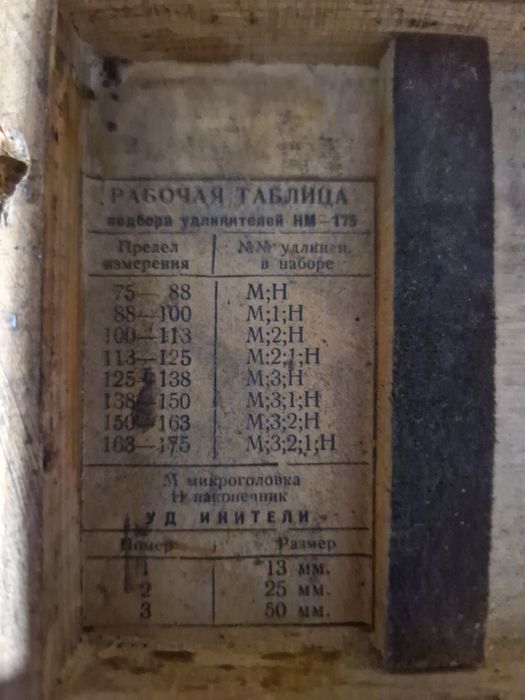 РАБОЧАЯ ТАБЛИЦА
подбора удлинителей НМ—175
Предел измерения №№ удлинен. в наборе
75— 88 М;Н
88—100 М;1;Н
100—113 М;2;Н
113—125 М:2;1;Н
125—138 М;3;Н
138—150 М;3;1;Н
150—163 М;3;2;Н
163—175 М;3;2;1;Н
М микроголовка
Н наконечник
УД ИНИТЕЛИ
Номер Размер
1 13 мм.
2 25 мм.
3 50 мм.